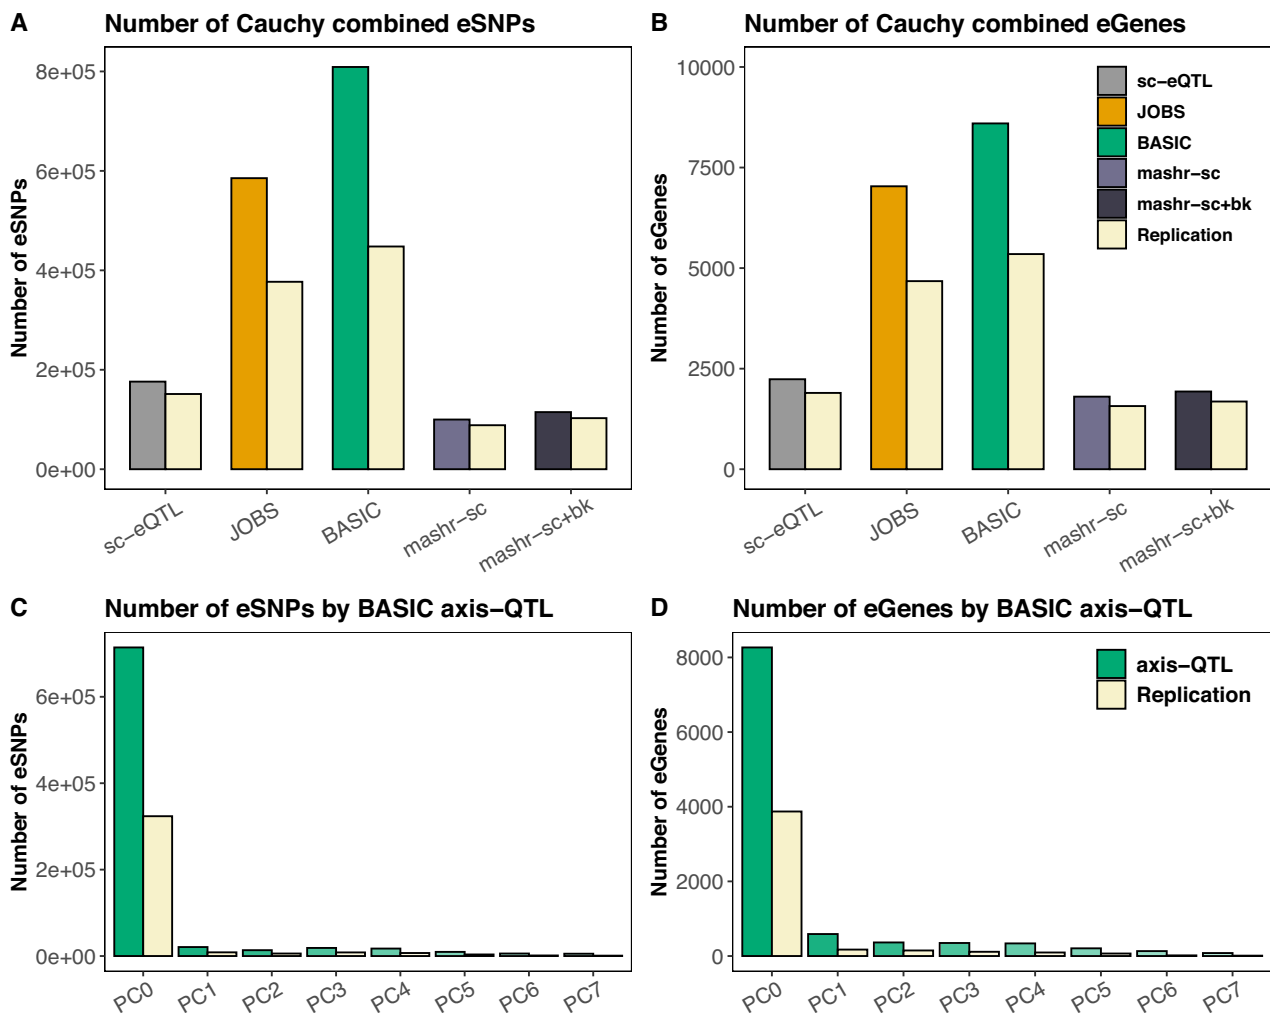 A Number of Cauchy combined eSNPs
Number of eSNPs
8e+05
6e+05
4e+05
2e+05
0e+00
sc−eQTL
JOBS
BASIC
mashr−sc
mashr−sc+bk
B Number of Cauchy combined eGenes
Number of eGenes
10000
7500
5000
2500
0
sc−eQTL
JOBS
BASIC
mashr−sc
mashr−sc+bk
Replication
sc−eQTL
JOBS
BASIC
mashr−sc
mashr−sc+bk
C Number of eSNPs by BASIC axis−QTL
Number of eSNPs
6e+05
4e+05
2e+05
0e+00
PC0
PC1
PC2
PC3
PC4
PC5
PC6
PC7
D Number of eGenes by BASIC axis−QTL
Number of eGenes
8000
6000
4000
2000
0
axis−QTL
Replication
PC0
PC1
PC2
PC3
PC4
PC5
PC6
PC7